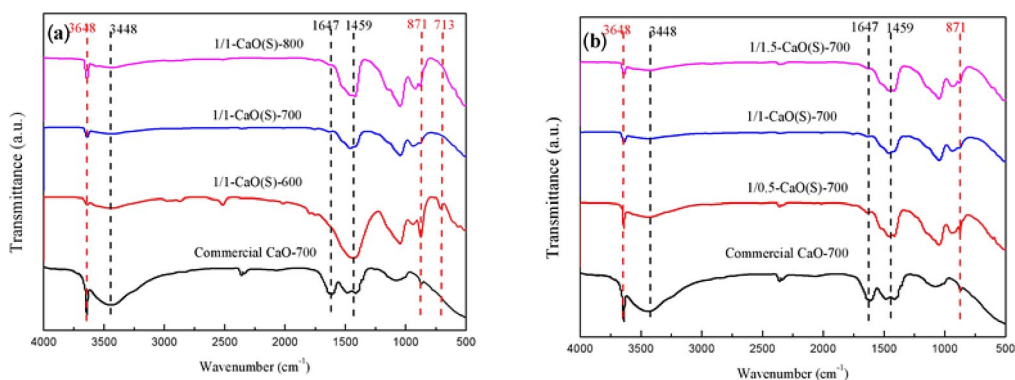 (a)
3648 3448 1647 1459 871 713
1/1-CaO(S)-800
1/1-CaO(S)-700
1/1-CaO(S)-600
Commercial CaO-700
Transmittance (a.u.)
4000 3500 3000 2500 2000 1500 1000 500
Wavenumber (cm⁻¹)
(b)
3648 3448 1647 1459 871
1/1.5-CaO(S)-700
1/1-CaO(S)-700
1/0.5-CaO(S)-700
Commercial CaO-700
Transmittance (a.u.)
4000 3500 3000 2500 2000 1500 1000 500
Wavenumber (cm⁻¹)